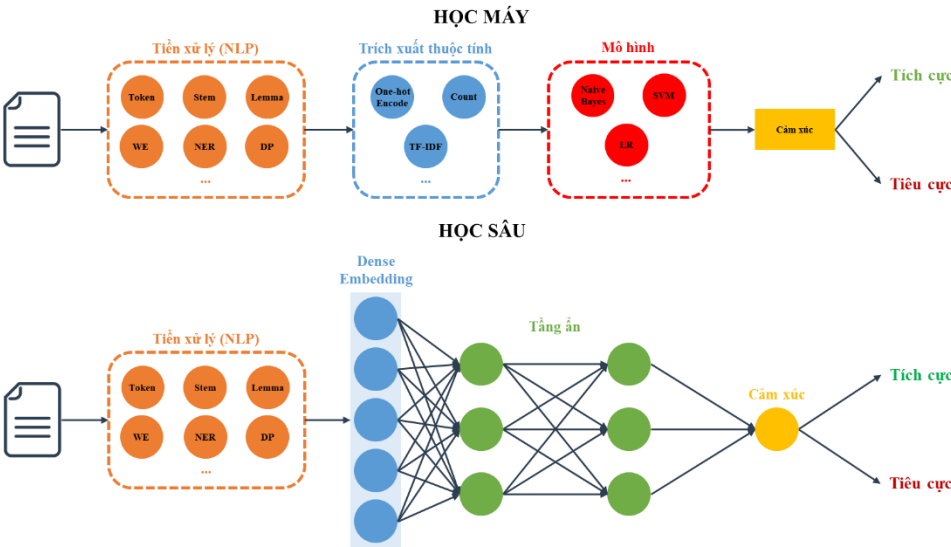 HỌC MÁY
Tiền xử lý (NLP)
Token
Stem
Lemma
WE
NER
DP
...
Trích xuất thuộc tính
One-hot
Encode
Count
TF-IDF
...
Mô hình
Naive
Bayes
SVM
LR
...
Cảm xúc
Tích cực
Tiêu cực
HỌC SÂU
Tiền xử lý (NLP)
Token
Stem
Lemma
WE
NER
DP
...
Dense
Embedding
Tầng ẩn
Cảm xúc
Tích cực
Tiêu cực